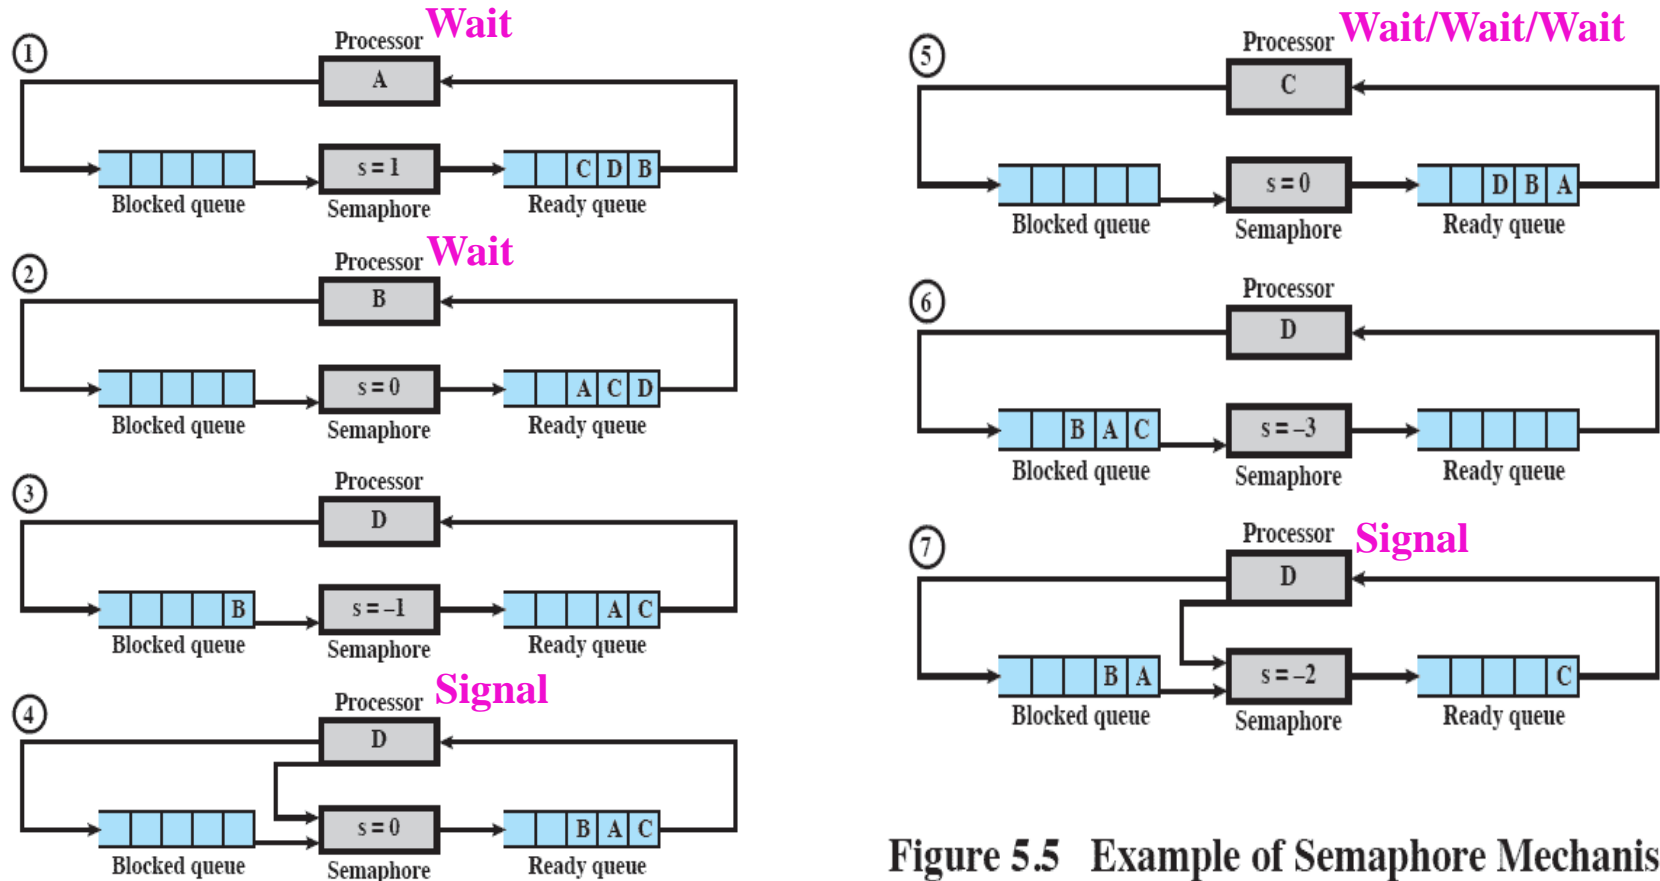 1
Wait
Processor
A
C D B
s = 1
Blocked queue
Semaphore
Ready queue
2
Wait
Processor
B
A C D
s = 0
Blocked queue
Semaphore
Ready queue
3
Processor
D
B
s = –1
A C
Blocked queue
Semaphore
Ready queue
4
Signal
Processor
D
s = 0
B A C
Blocked queue
Semaphore
Ready queue
5
Wait/Wait/Wait
Processor
C
s = 0
D B A
Blocked queue
Semaphore
Ready queue
6
Processor
D
B A C
s = –3
Blocked queue
Semaphore
Ready queue
7
Signal
Processor
D
B A
s = –2
C
Blocked queue
Semaphore
Ready queue
Figure 5.5 Example of Semaphore Mechanis